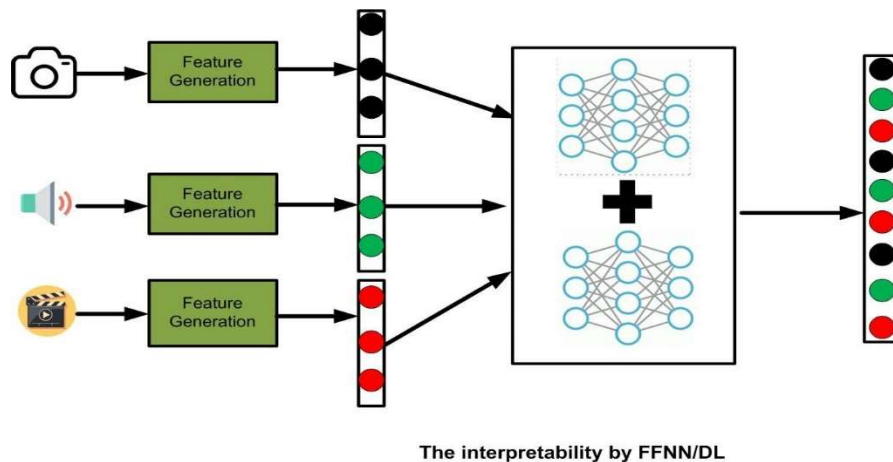 Feature
Generation
Feature
Generation
Feature
Generation
The interpretability by FFNN/DL